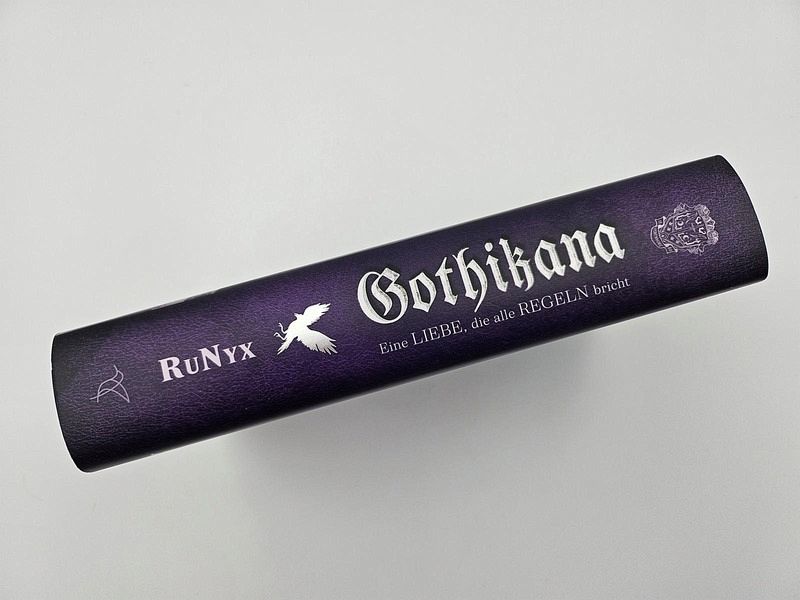 RuNyx
Gothikana
Eine LIEBE, die alle REGELN bricht